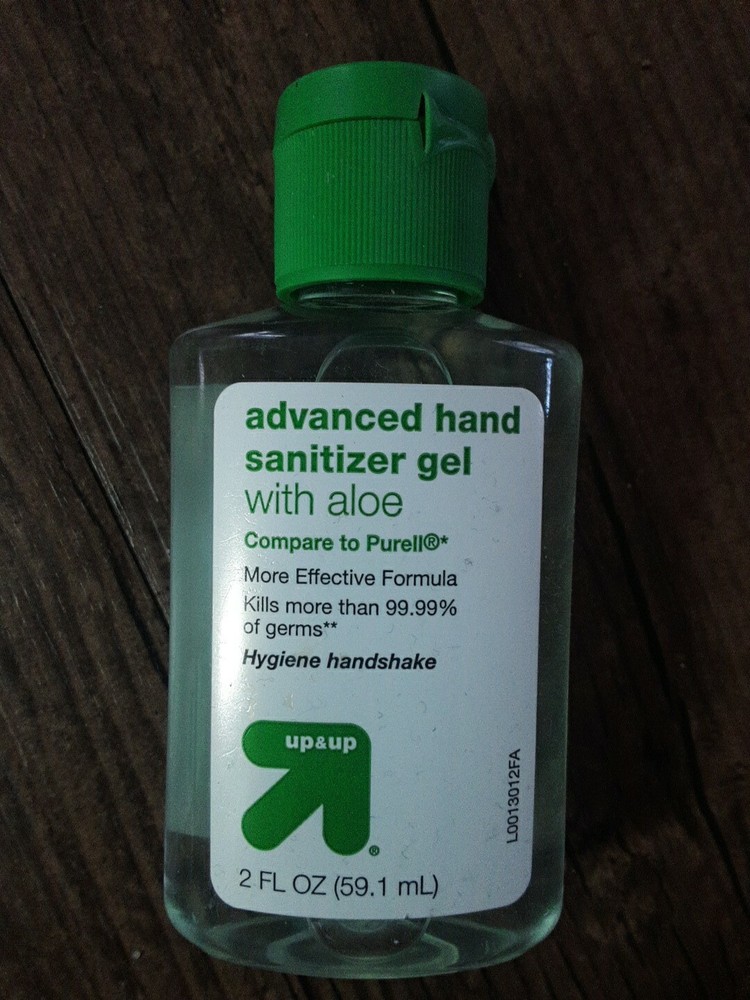 advanced hand
sanitizer gel
with aloe
Compare to Purell®*
More Effective Formula
Kills more than 99.99%
of germs**
Hygiene handshake
up&up
®
L0013012FA
2 FL OZ (59.1 mL)